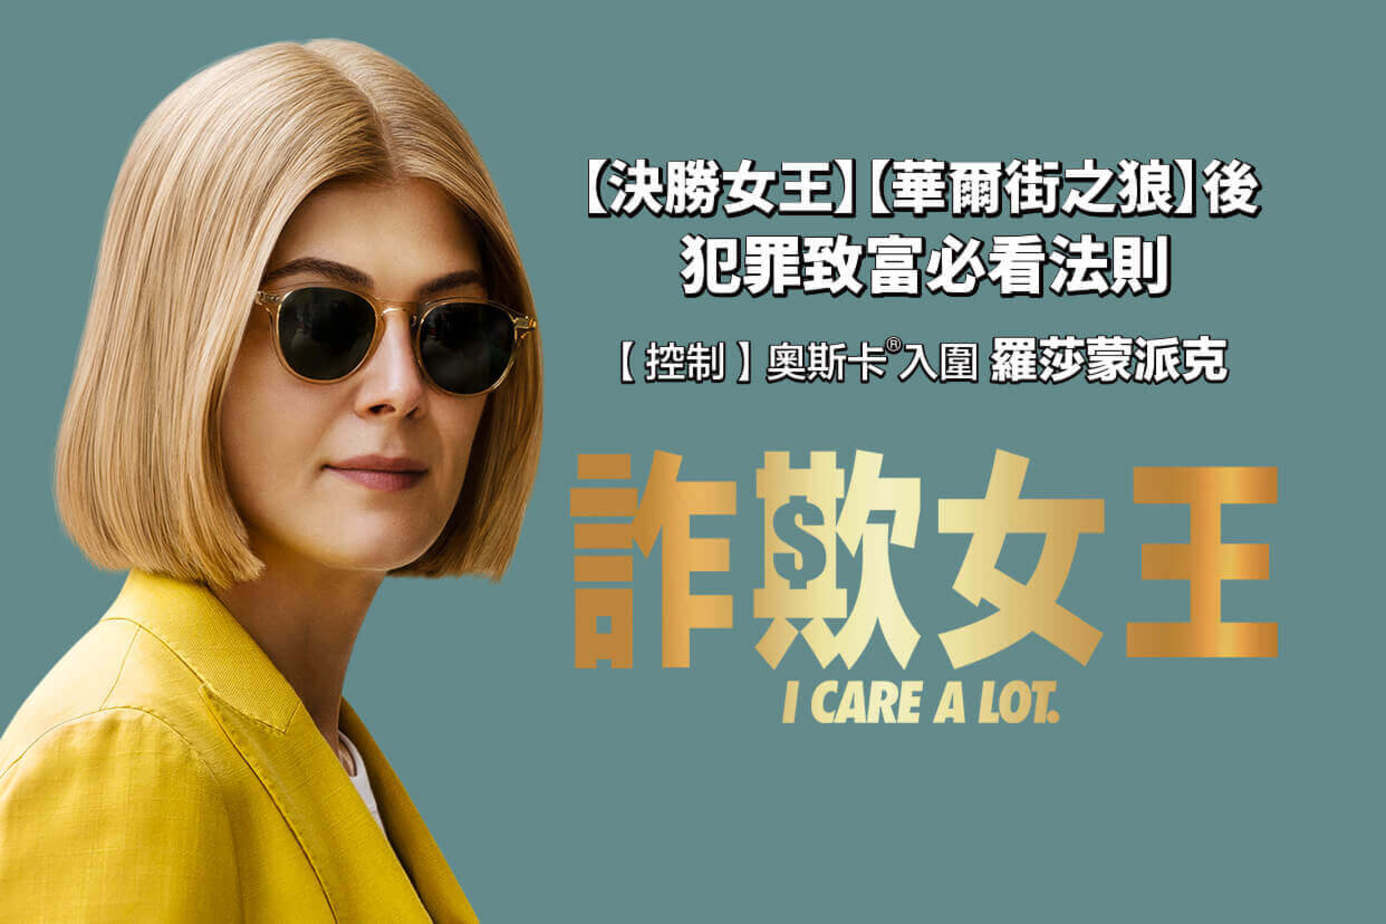 【決勝女王】【華爾街之狼】後
犯罪致富必看法則
【控制】奧斯卡®入圍 羅莎蒙派克
詐欺女王
I CARE A LOT.